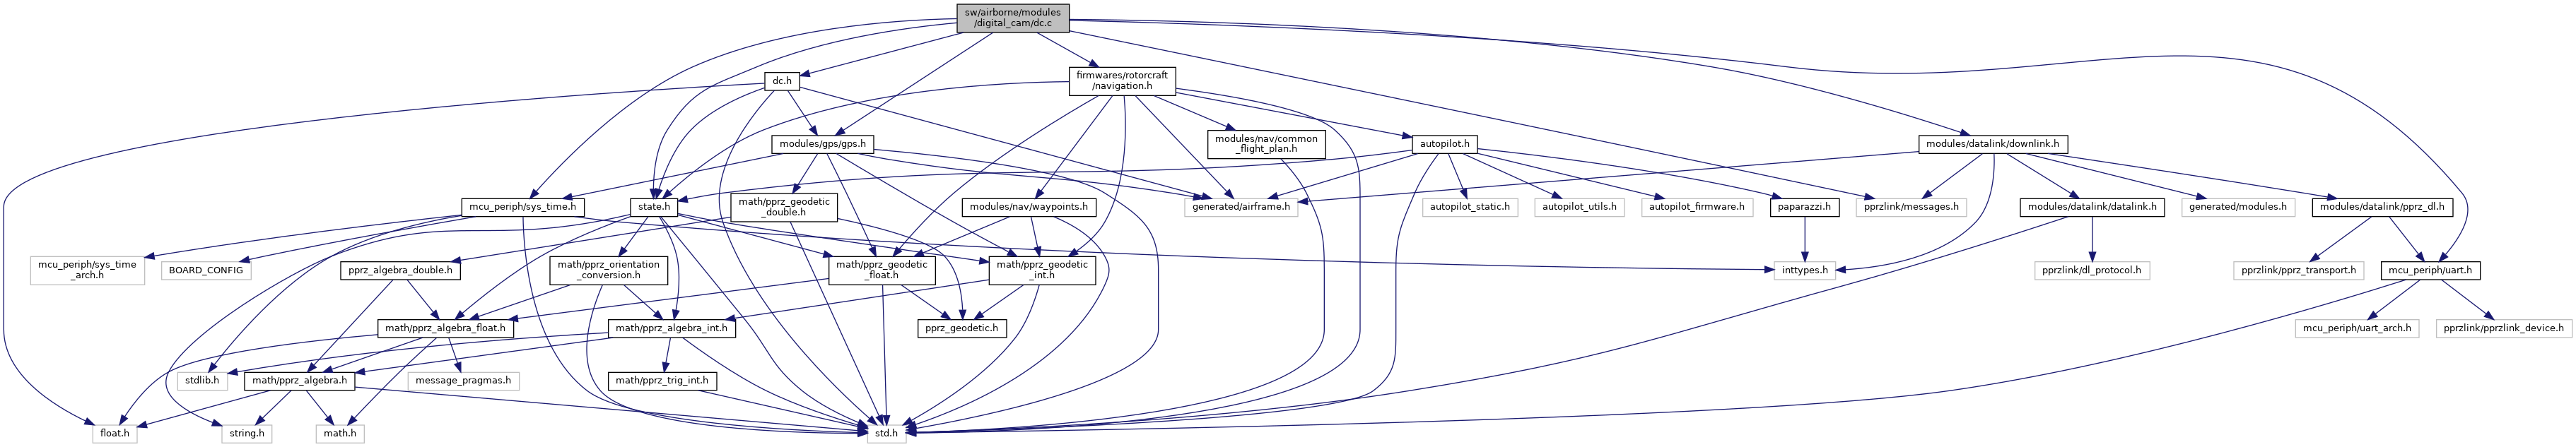 sw/airborne/modules
/digital_cam/dc.c
dc.h
firmwares/rotorcraft
/navigation.h
modules/gps/gps.h
modules/nav/common
_flight_plan.h
autopilot.h
modules/datalink/downlink.h
mcu_periph/sys_time.h
state.h
math/pprz_geodetic
_double.h
modules/nav/waypoints.h
generated/airframe.h
autopilot_static.h
autopilot_utils.h
autopilot_firmware.h
paparazzi.h
pprzlink/messages.h
modules/datalink/datalink.h
generated/modules.h
modules/datalink/pprz_dl.h
mcu_periph/sys_time
_arch.h
BOARD_CONFIG
pprz_algebra_double.h
math/pprz_orientation
_conversion.h
math/pprz_geodetic
_float.h
math/pprz_geodetic
_int.h
inttypes.h
pprzlink/dl_protocol.h
pprzlink/pprz_transport.h
mcu_periph/uart.h
math/pprz_algebra_float.h
math/pprz_algebra_int.h
pprz_geodetic.h
mcu_periph/uart_arch.h
pprzlink/pprzlink_device.h
stdlib.h
math/pprz_algebra.h
message_pragmas.h
math/pprz_trig_int.h
float.h
string.h
math.h
std.h